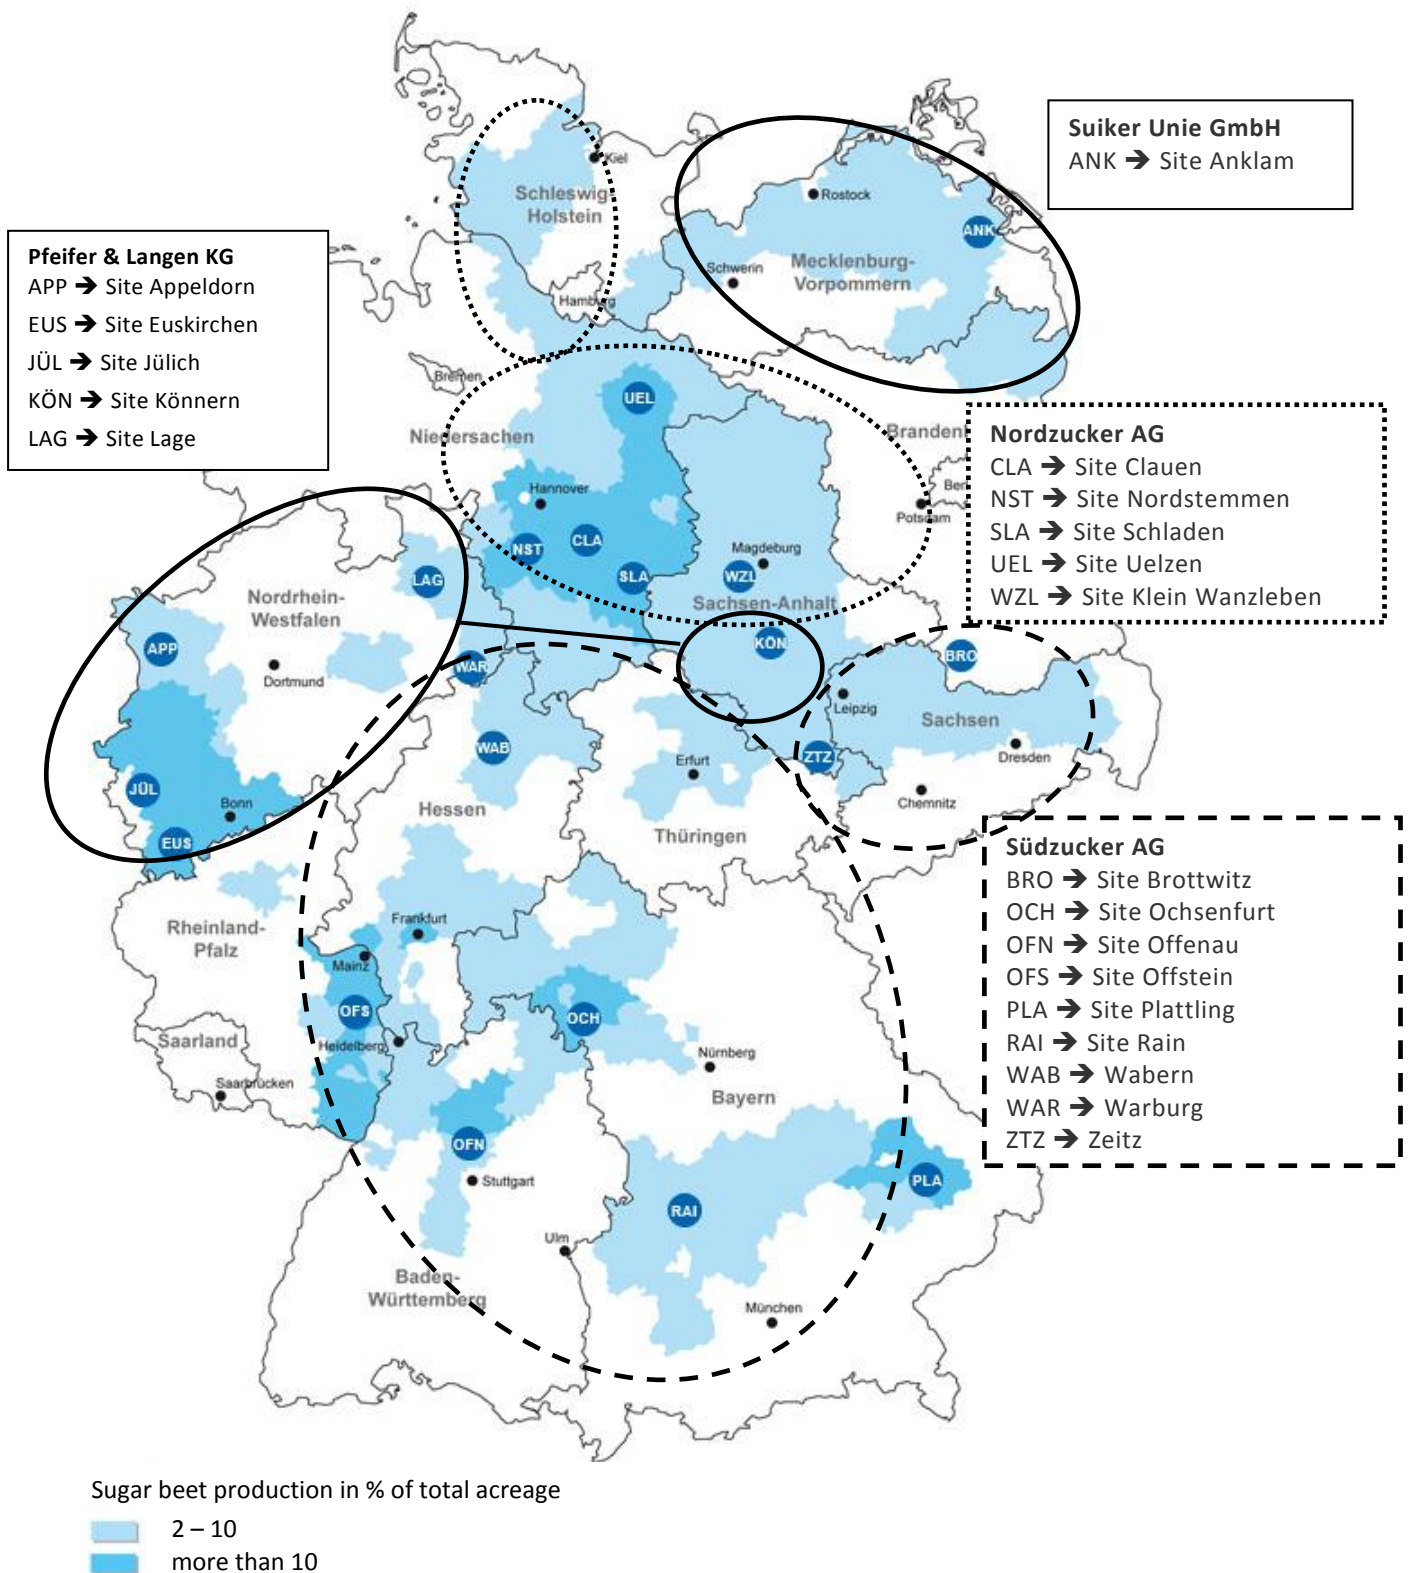 Suiker Unie GmbH
ANK ➔ Site Anklam
Pfeifer & Langen KG
APP ➔ Site Appeldorn
EUS ➔ Site Euskirchen
JÜL ➔ Site Jülich
KÖN ➔ Site Könnern
LAG ➔ Site Lage
Nordzucker AG
CLA ➔ Site Clauen
NST ➔ Site Nordstemmen
SLA ➔ Site Schladen
UEL ➔ Site Uelzen
WZL ➔ Site Klein Wanzleben
Südzucker AG
BRO ➔ Site Brottwitz
OCH ➔ Site Ochsenfurt
OFN ➔ Site Offenau
OFS ➔ Site Offstein
PLA ➔ Site Plattling
RAI ➔ Site Rain
WAB ➔ Wabern
WAR ➔ Warburg
ZTZ ➔ Zeitz
Kiel
Schleswig-
Holstein
Rostock
ANK
Mecklenburg-
Vorpommern
Schwerin
Hamburg
Bremen
UEL
Niedersachen
Brandenb
Ber
Potsdam
Hannover
NST
CLA
SLA
Magdeburg
WZL
Sachsen-Anhalt
KÖN
LAG
Nordrhein-
Westfalen
APP
Dortmund
WAR
BRO
Leipzig
Sachsen
Dresden
ZTZ
Chemnitz
WAB
Erfurt
Hessen
Thüringen
JÜL
Bonn
EUS
Rheinland-
Pfalz
Frankfurt
Mainz
OFS
OCH
Heidelberg
Saarland
Saarbrücken
Nürnberg
Bayern
OFN
Stuttgart
PLA
RAI
Ulm
Baden-
Württemberg
München
Sugar beet production in % of total acreage
2 – 10
more than 10